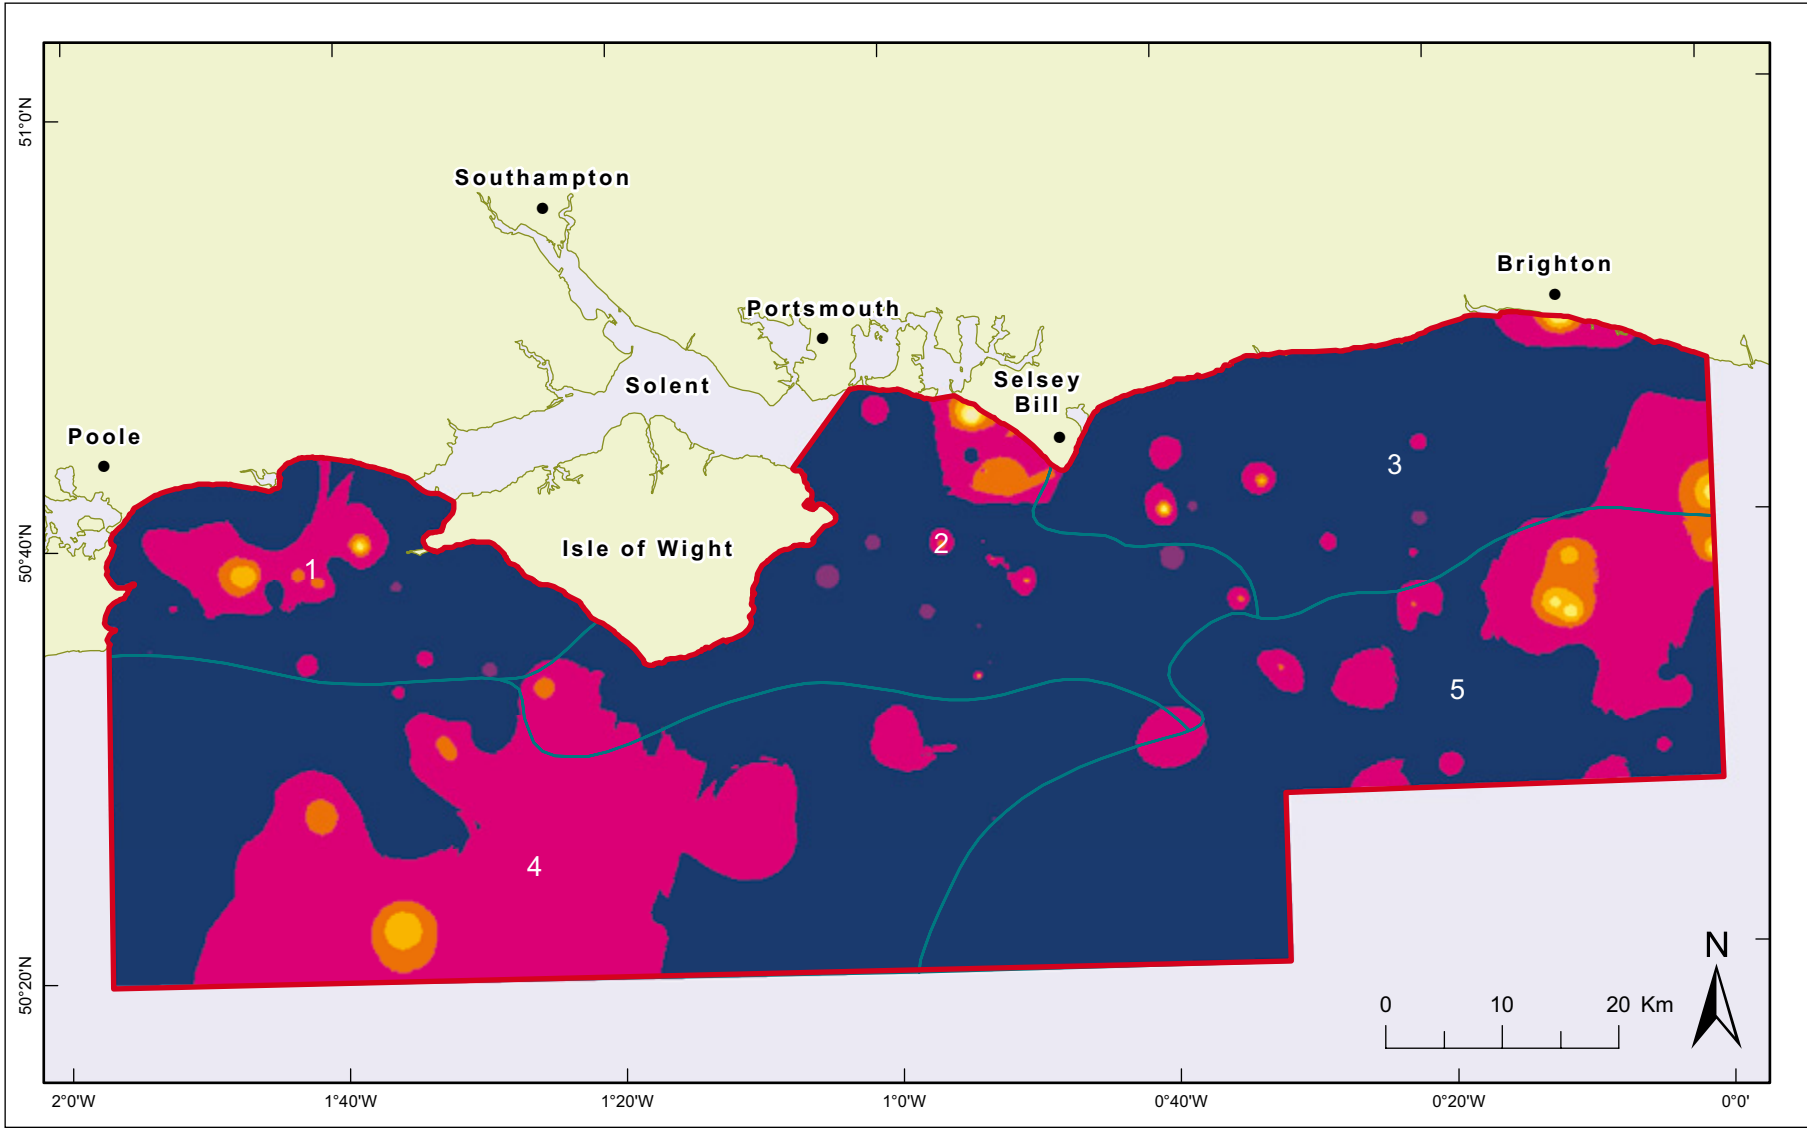 51°0'N
Southampton
Brighton
Portsmouth
Solent
Selsey
Bill
Poole
3
50°40'N
Isle of Wight
2
1
5
4
N
50°20'N
0 10 20 Km
2°0'W 1°40'W 1°20'W 1°0'W 0°40'W 0°20'W 0°0'